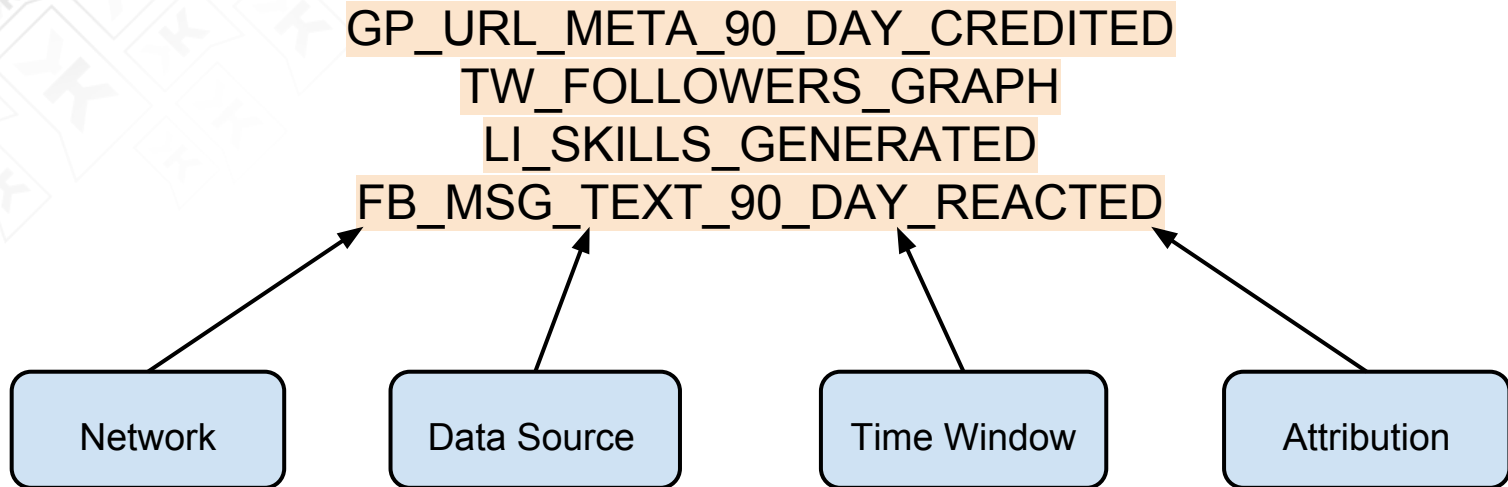 GP_URL_META_90_DAY_CREDITED
TW_FOLLOWERS_GRAPH
LI_SKILLS_GENERATED
FB_MSG_TEXT_90_DAY_REACTED
Network
Data Source
Time Window
Attribution